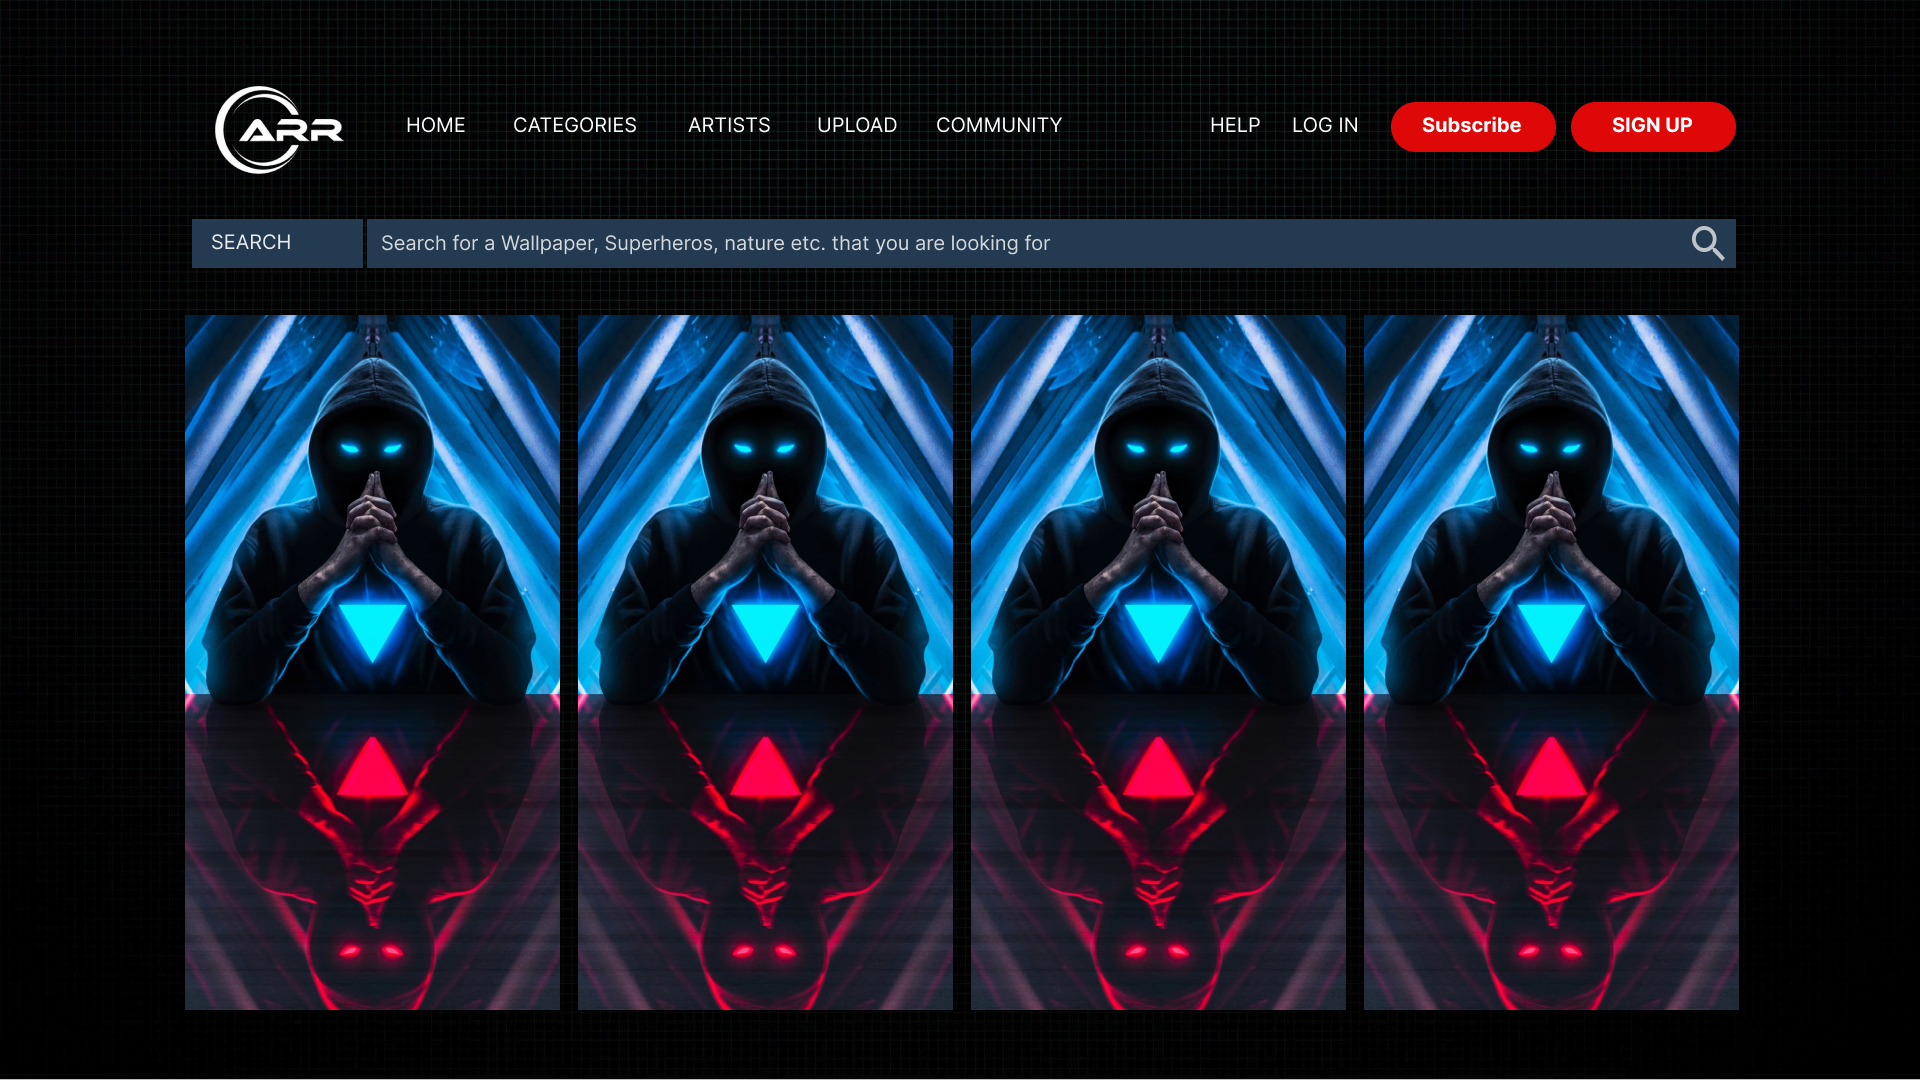 CARR
HOME CATEGORIES ARTISTS UPLOAD COMMUNITY HELP LOG IN Subscribe SIGN UP
SEARCH Search for a Wallpaper, Superheros, nature etc. that you are looking for